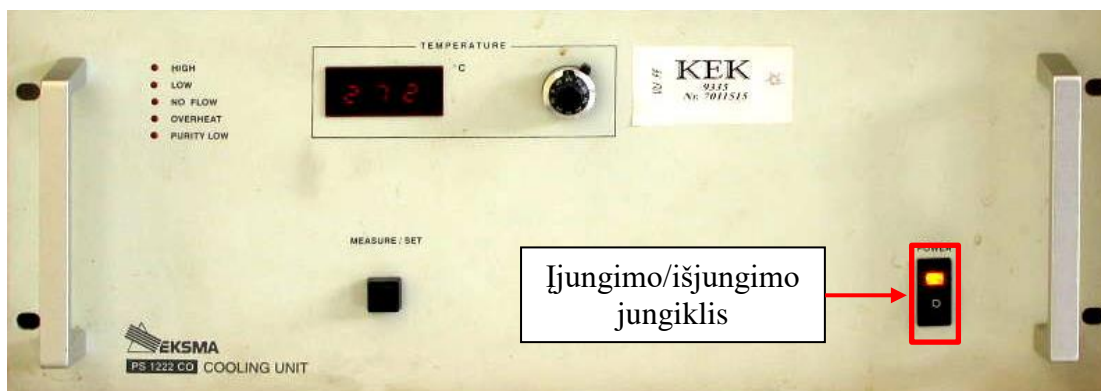 TEMPERATURE
°C
HIGH
LOW
NO FLOW
OVERHEAT
PURITY LOW
272
KEK
9335
Nr. 7011515
MEASURE / SET
POWER
Įjungimo/išjungimo
jungiklis
EKSMA
PS 1222 CO COOLING UNIT